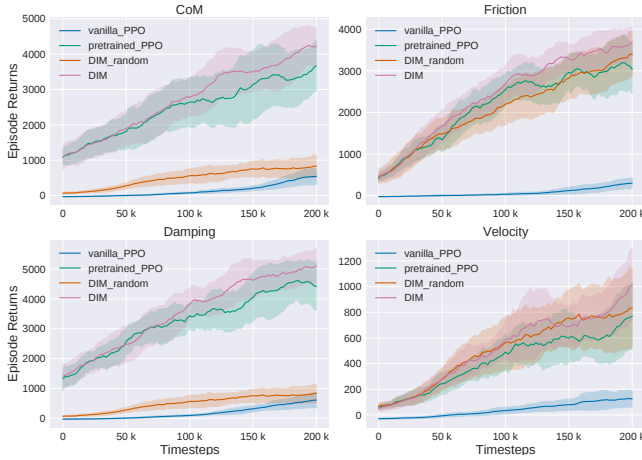 CoM
Friction
Episode Returns
5000
4000
3000
2000
1000
0
vanilla_PPO
pretrained_PPO
DIM_random
DIM
0
50 k
100 k
150 k
200 k
4000
3000
2000
1000
0
vanilla_PPO
pretrained_PPO
DIM_random
DIM
0
50 k
100 k
150 k
200 k
Damping
Velocity
Episode Returns
5000
4000
3000
2000
1000
0
vanilla_PPO
pretrained_PPO
DIM_random
DIM
0
50 k
100 k
150 k
200 k
Timesteps
1200
1000
800
600
400
200
0
vanilla_PPO
pretrained_PPO
DIM_random
DIM
0
50 k
100 k
150 k
200 k
Timesteps